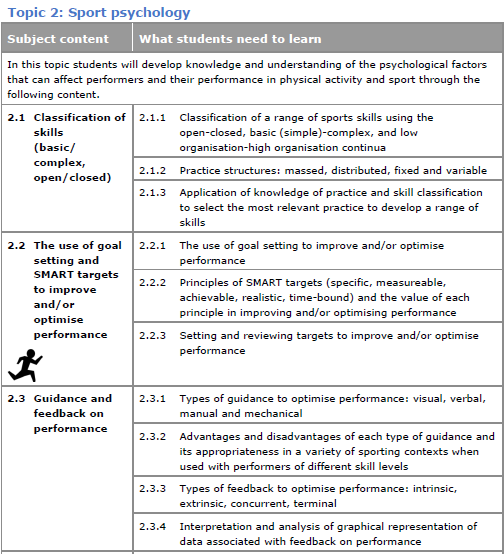 Topic 2: Sport psychology
Subject content What students need to learn
In this topic students will develop knowledge and understanding of the psychological factors
that can affect performers and their performance in physical activity and sport through the
following content.
2.1 Classification of
skills
(basic/
complex,
open/closed)
2.1.1 Classification of a range of sports skills using the
open-closed, basic (simple)-complex, and low
organisation-high organisation continua
2.1.2 Practice structures: massed, distributed, fixed and variable
2.1.3 Application of knowledge of practice and skill classification
to select the most relevant practice to develop a range of
skills
2.2 The use of goal
setting and
SMART targets
to improve
and/or
optimise
performance
2.2.1 The use of goal setting to improve and/or optimise
performance
2.2.2 Principles of SMART targets (specific, measureable,
achievable, realistic, time-bound) and the value of each
principle in improving and/or optimising performance
2.2.3 Setting and reviewing targets to improve and/or optimise
performance
2.3 Guidance and
feedback on
performance
2.3.1 Types of guidance to optimise performance: visual, verbal,
manual and mechanical
2.3.2 Advantages and disadvantages of each type of guidance and
its appropriateness in a variety of sporting contexts when
used with performers of different skill levels
2.3.3 Types of feedback to optimise performance: intrinsic,
extrinsic, concurrent, terminal
2.3.4 Interpretation and analysis of graphical representation of
data associated with feedback on performance